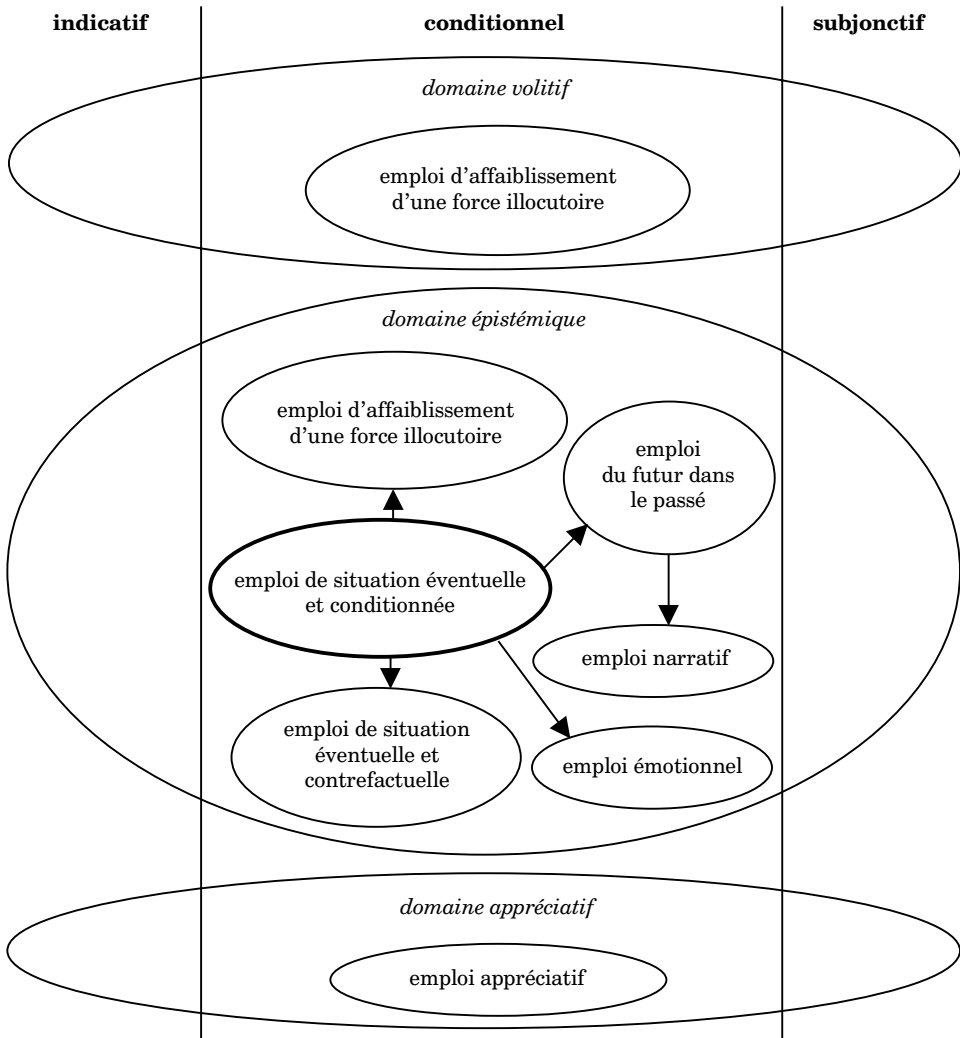 indicatif
conditionnel
subjonctif
domaine volitif
emploi d'affaiblissement
d'une force illocutoire
domaine épistémique
emploi d'affaiblissement
d'une force illocutoire
emploi
du futur dans
le passé
emploi de situation éventuelle
et conditionnée
emploi narratif
emploi de situation
éventuelle et
contrefactuelle
emploi émotionnel
domaine appréciatif
emploi appréciatif